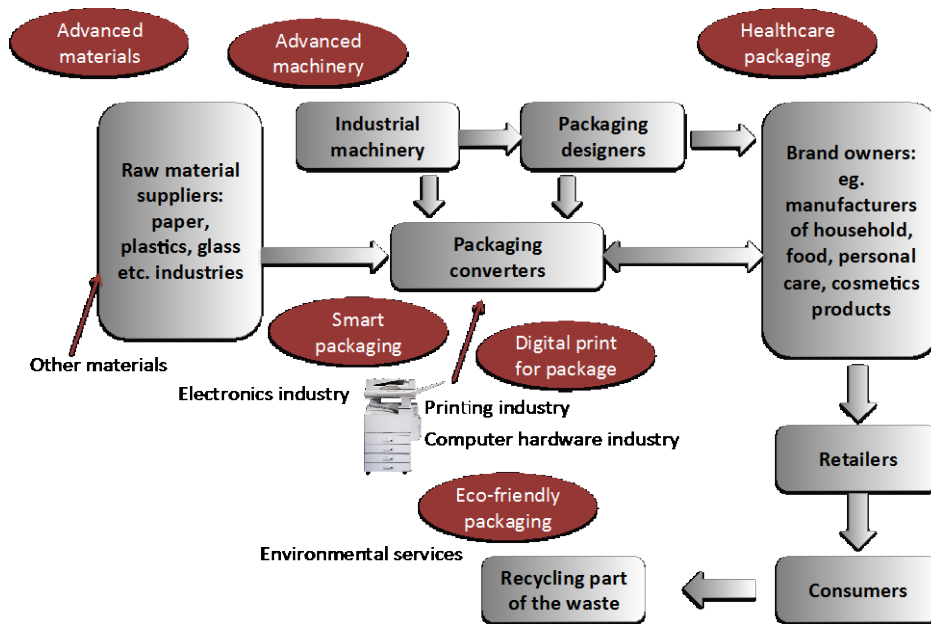 Advanced
materials
Advanced
machinery
Healthcare
packaging
Industrial
machinery
Packaging
designers
Raw material
suppliers:
paper,
plastics, glass
etc. industries
Brand owners:
eg.
manufacturers
of household,
food, personal
care, cosmetics
products
Packaging
converters
Smart
packaging
Digital print
for package
Other materials
Electronics industry
Printing industry
Computer hardware industry
Retailers
Eco-friendly
packaging
Environmental services
Recycling part
of the waste
Consumers